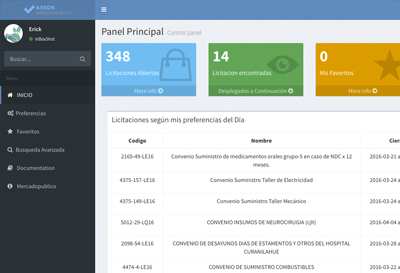 AXRON
Erick
InBoxShot
Buscar...
Menu
INICIO
Preferencias
Favoritos
Busqueda Avanzada
Documentation
Mercadopublico
Panel Principal Control panel
348
Licitaciones Abiertas
More info
14
Licitacion encontradas
Desplegadas a Continuación
0
Mis Favoritos
More in
Licitaciones según mis preferencias del Dia
Codigo Nombre Cier
2165-49-LE16 Convenio Suministro de medicamentos orales grupo-5 en caso de NDC x 12 2016-03-21 a
meses.
4375-157-LE16 Convenio Suministro Taller de Electricidad 2016-03-24 a
4375-149-LE16 Convenio Suministro Taller Mecánico 2016-03-24 a
5012-29-LQ16 CONVENIO INSUMOS DE NEUROCIRUGIA (cjh) 2016-04-04 a
2098-54-LE16 CONVENIO DE DESAYUNOS DIAS DE ESTAMENTOS Y OTROS DEL HOSPITAL 2016-03-28 a
CURANILAHUE
4474-4-LE16 CONVENIO DE SUMINISTRO COMBUSTIBLES 2016-03-22 a